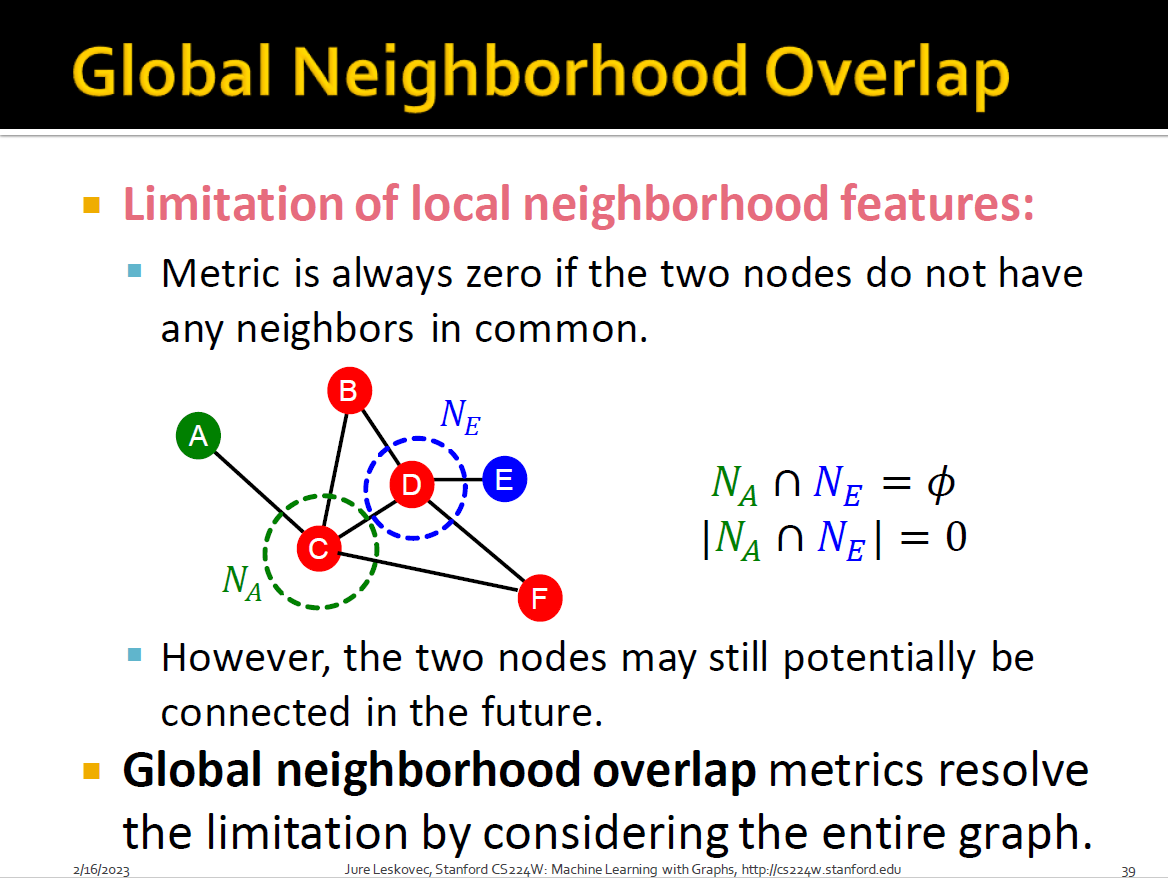 Global Neighborhood Overlap
Limitation of local neighborhood features:
Metric is always zero if the two nodes do not have
any neighbors in common.
B
N_E
A
D
E
C
N_A
F
N_A ∩ N_E = ϕ
|N_A ∩ N_E| = 0
However, the two nodes may still potentially be
connected in the future.
Global neighborhood overlap metrics resolve
the limitation by considering the entire graph.
2/16/2023 Jure Leskovec, Stanford CS224W: Machine Learning with Graphs, http://cs224w.stanford.edu 39